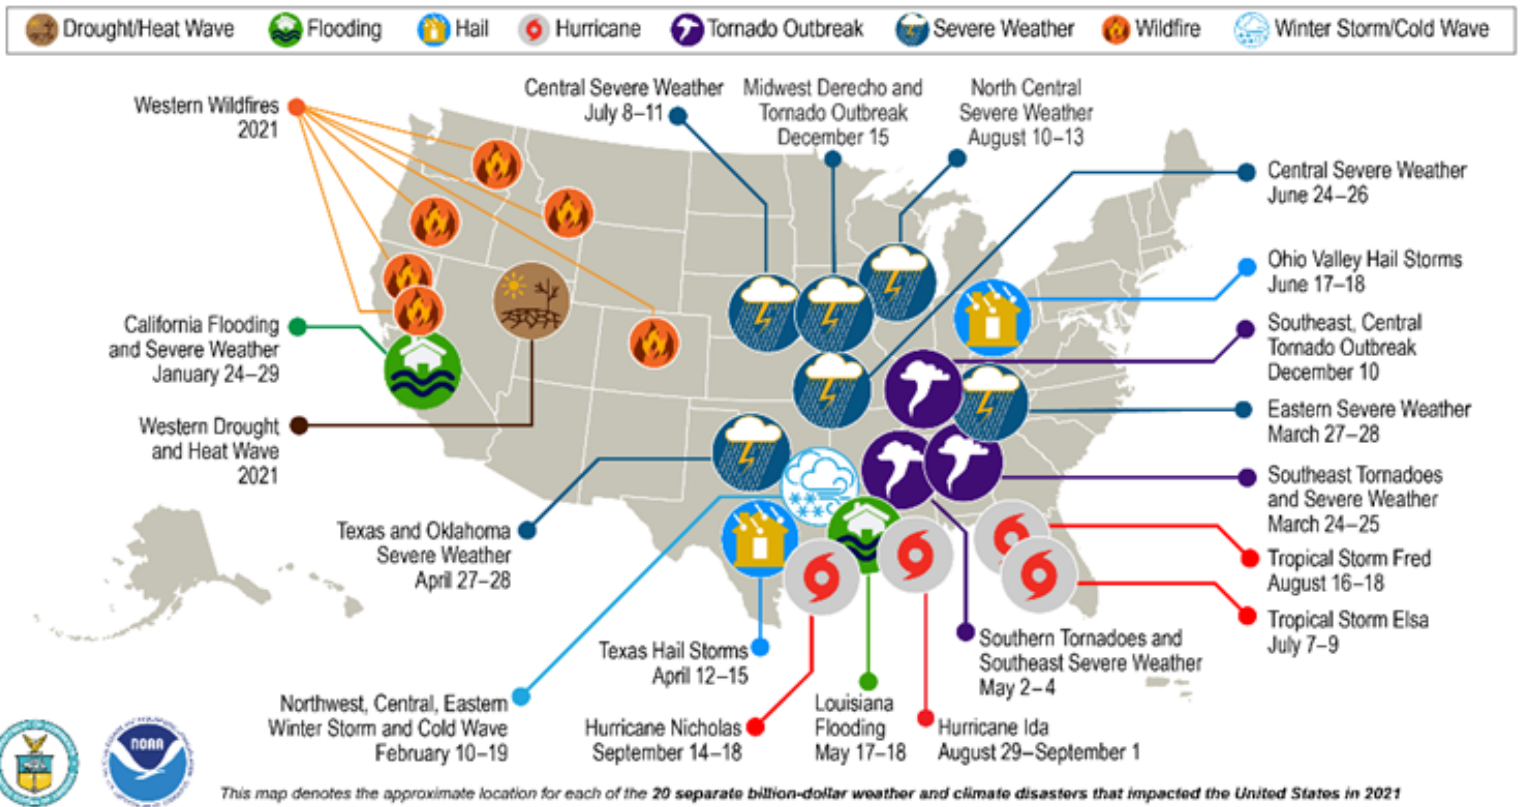 Drought/Heat Wave Flooding Hail Hurricane Tornado Outbreak Severe Weather Wildfire Winter Storm/Cold Wave
Western Wildfires
2021
Central Severe Weather
July 8–11
Midwest Derecho and
Tornado Outbreak
December 15
North Central
Severe Weather
August 10–13
Central Severe Weather
June 24–26
Ohio Valley Hail Storms
June 17–18
Southeast, Central
Tornado Outbreak
December 10
Eastern Severe Weather
March 27–28
Southeast Tornadoes
and Severe Weather
March 24–25
Tropical Storm Fred
August 16–18
Tropical Storm Elsa
July 7–9
California Flooding
and Severe Weather
January 24–29
Western Drought
and Heat Wave
2021
Texas and Oklahoma
Severe Weather
April 27–28
Texas Hail Storms
April 12–15
Northwest, Central, Eastern
Winter Storm and Cold Wave
February 10–19
Hurricane Nicholas
September 14–18
Louisiana
Flooding
May 17–18
Hurricane Ida
August 29–September 1
Southern Tornadoes and
Southeast Severe Weather
May 2–4
NOAA
This map denotes the approximate location for each of the 20 separate billion-dollar weather and climate disasters that impacted the United States in 2021